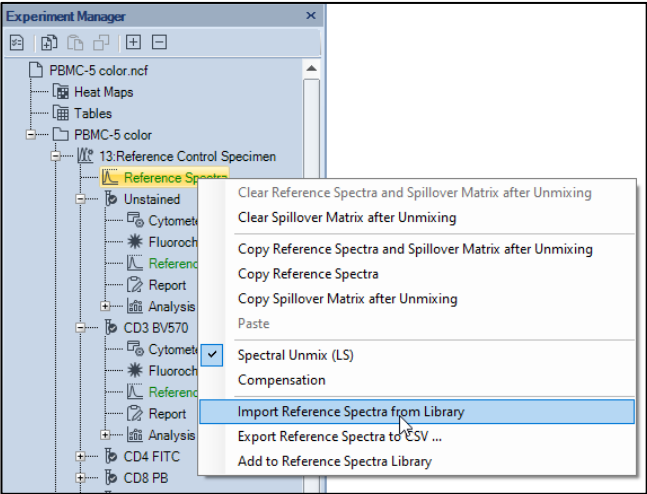 Experiment Manager
PBMC-5 color.ncf
Heat Maps
Tables
PBMC-5 color
13:Reference Control Specimen
Reference Spectra
Clear Reference Spectra and Spillover Matrix after Unmixing
Unstained
Clear Spillover Matrix after Unmixing
Cytomete
Fluoroch
Copy Reference Spectra and Spillover Matrix after Unmixing
Referenc
Copy Reference Spectra
Report
Copy Spillover Matrix after Unmixing
Analysis
Paste
CD3 BV570
Cytomete
Spectral Unmix (LS)
Fluoroch
Compensation
Referenc
Report
Import Reference Spectra from Library
Analysis
Export Reference Spectra to CSV ...
CD4 FITC
Add to Reference Spectra Library
CD8 PB